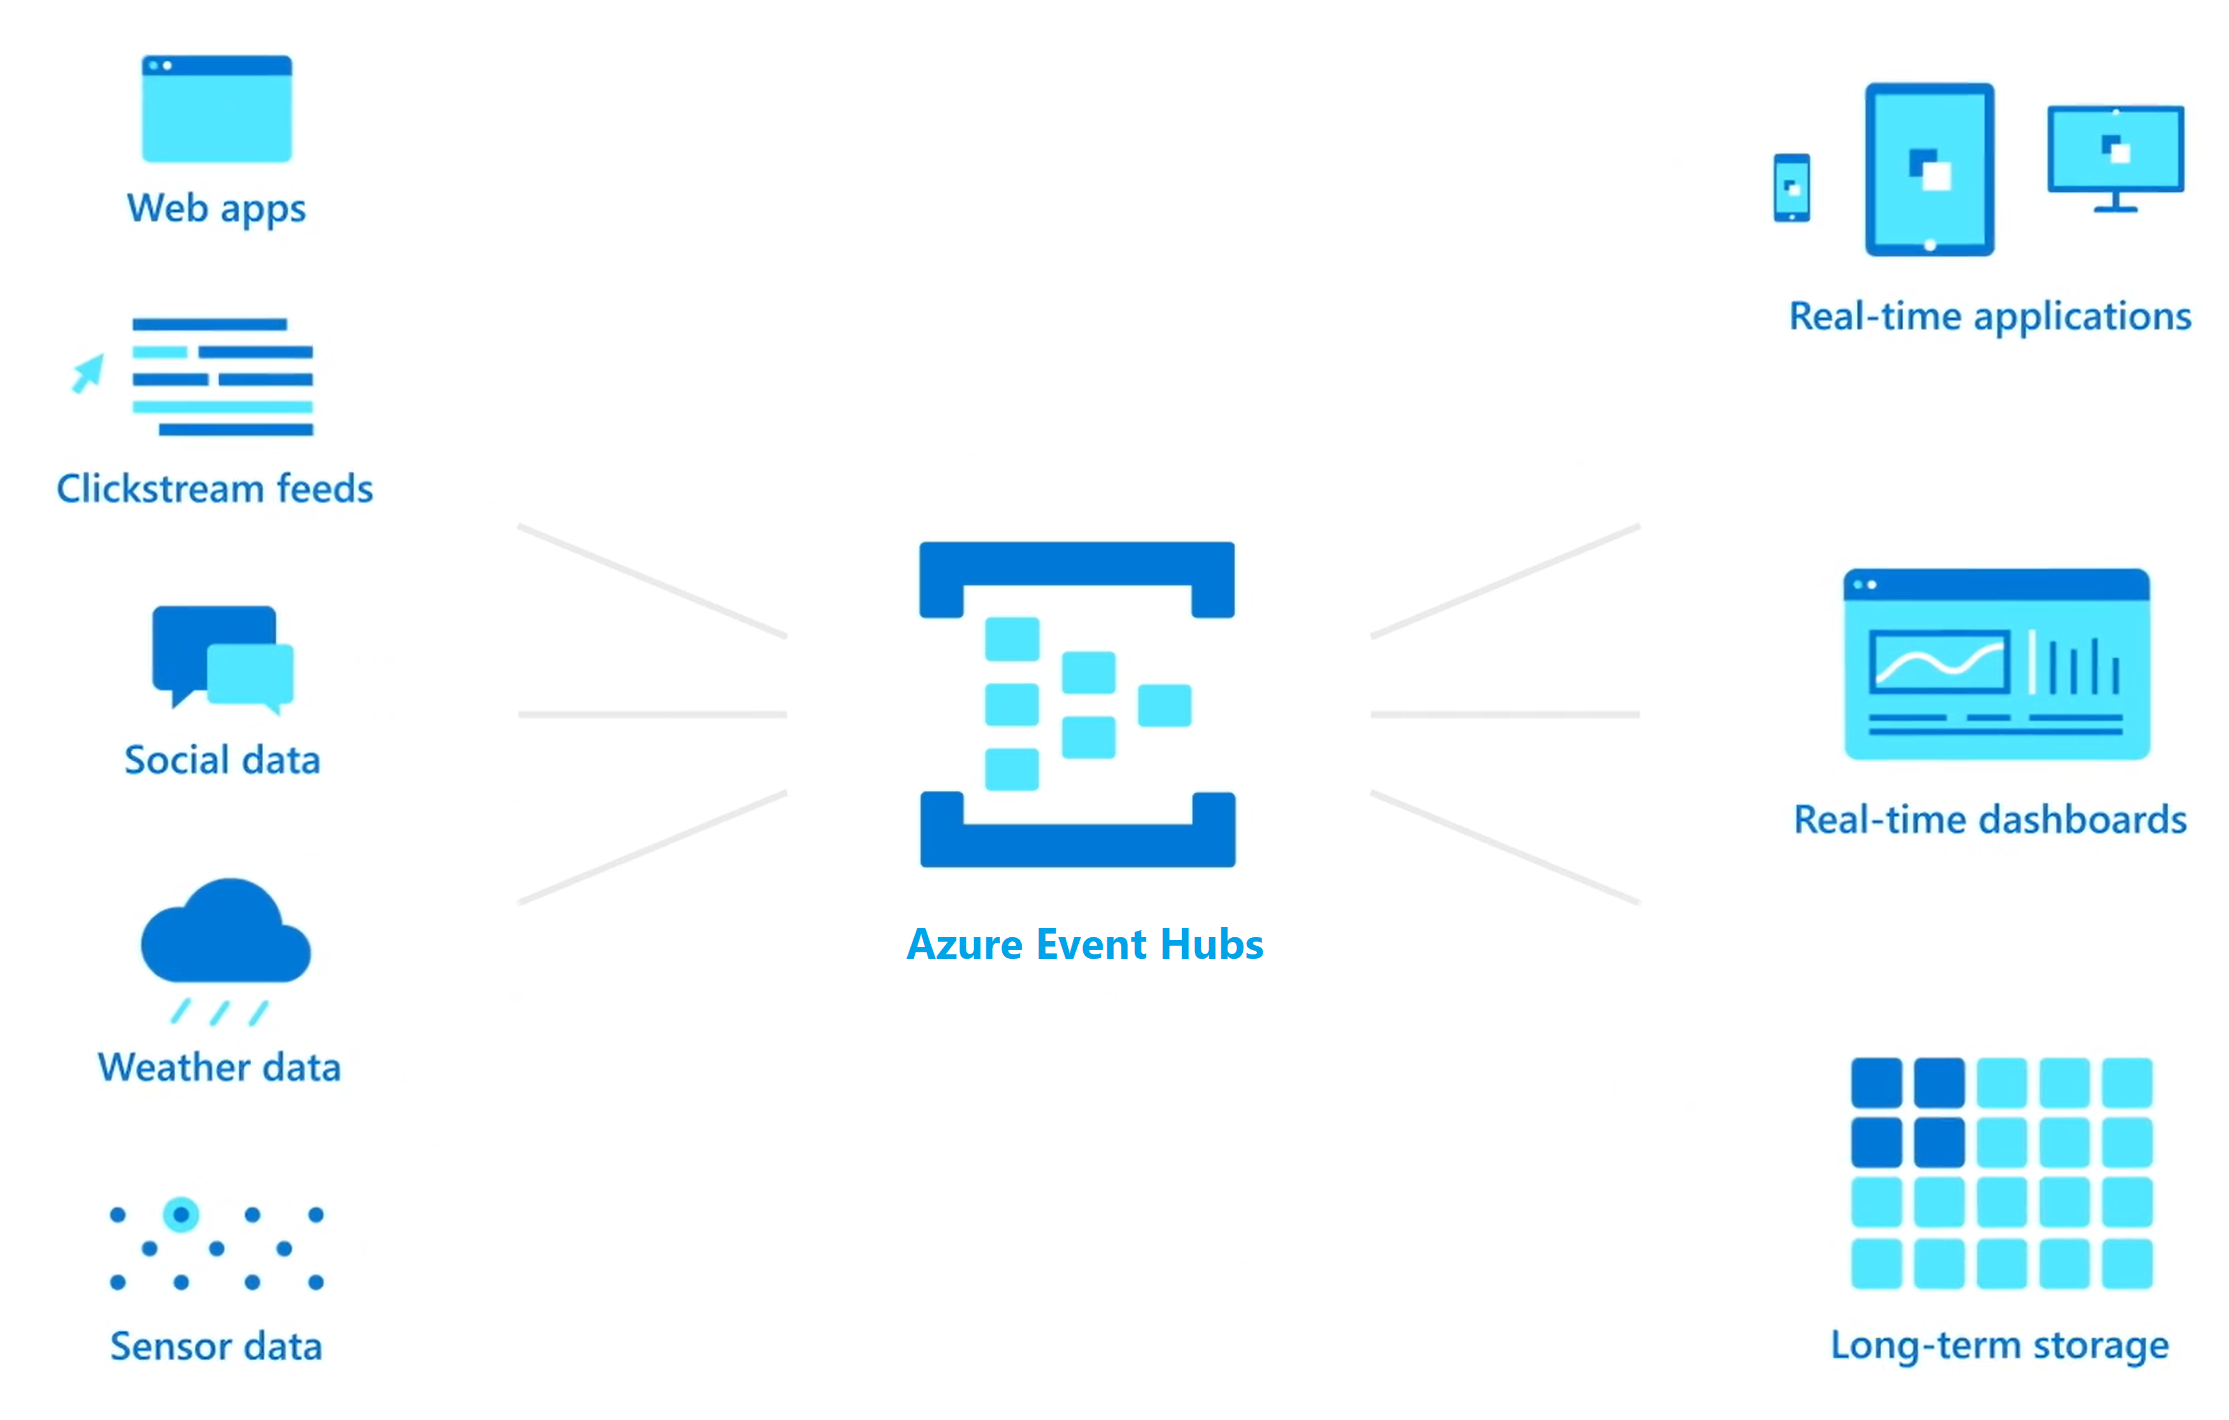 Web apps
Clickstream feeds
Social data
Weather data
Sensor data
Azure Event Hubs
Real-time applications
Real-time dashboards
Long-term storage